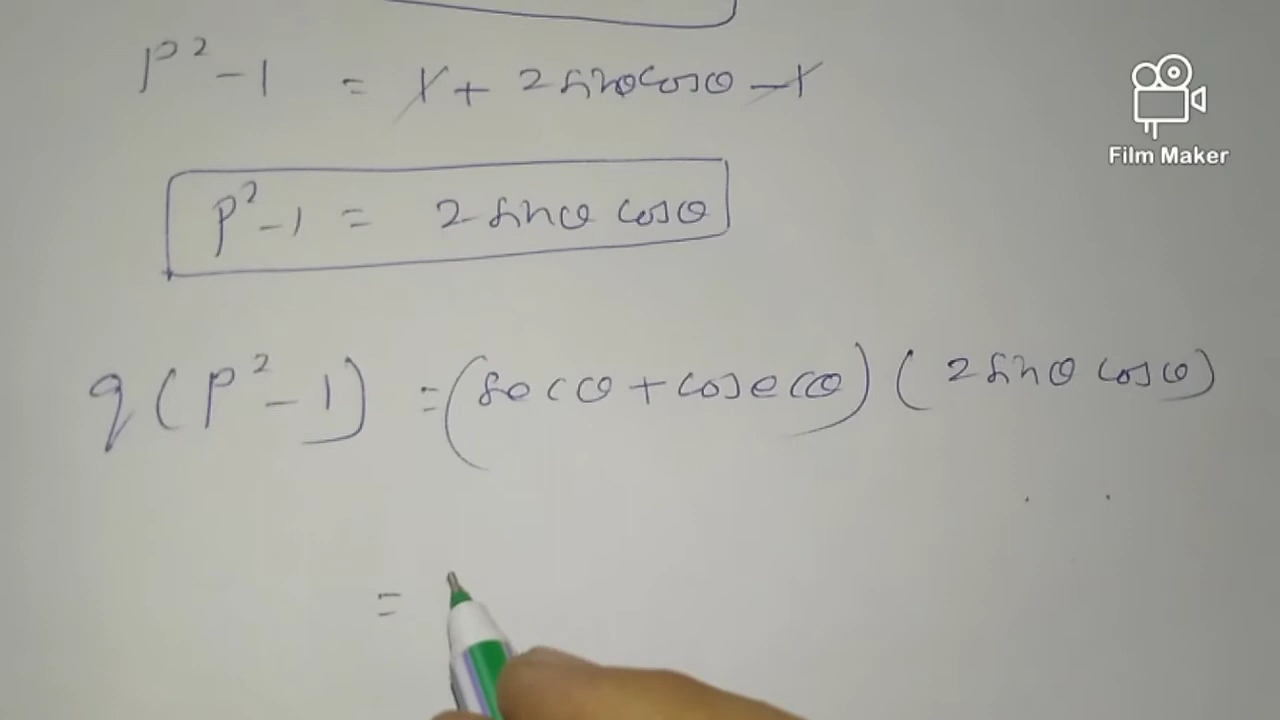 p² - 1 = 1 + 2 sinθ cosθ - 1
Film Maker
p² - 1 = 2 sinθ cosθ
q(p² - 1) = (secθ + cosecθ) (2 sinθ cosθ)
=